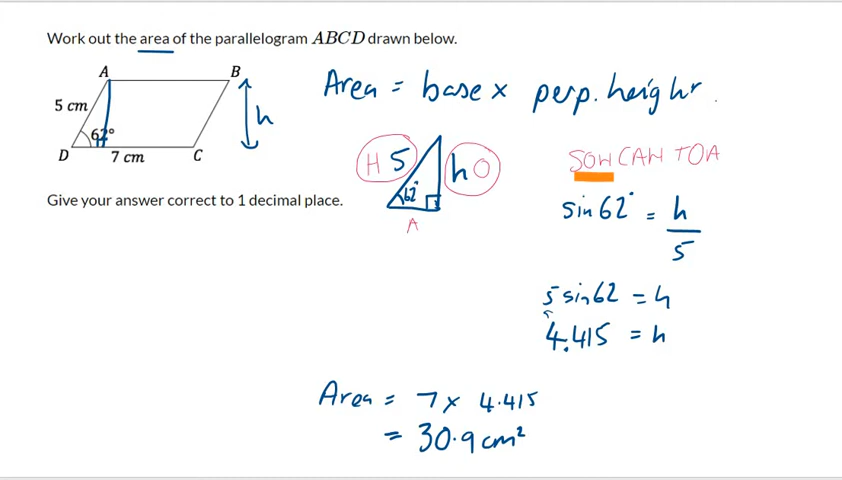 Work out the area of the parallelogram ABCD drawn below.
A B
5 cm
62°
h
D 7 cm C
Give your answer correct to 1 decimal place.
Area = base x perp. height.
H 5 h O
62°
A
SOH CAH TOA
sin 62° = h
5
5 sin 62 = h
4.415 = h
Area = 7 x 4.415
= 30.9 cm²